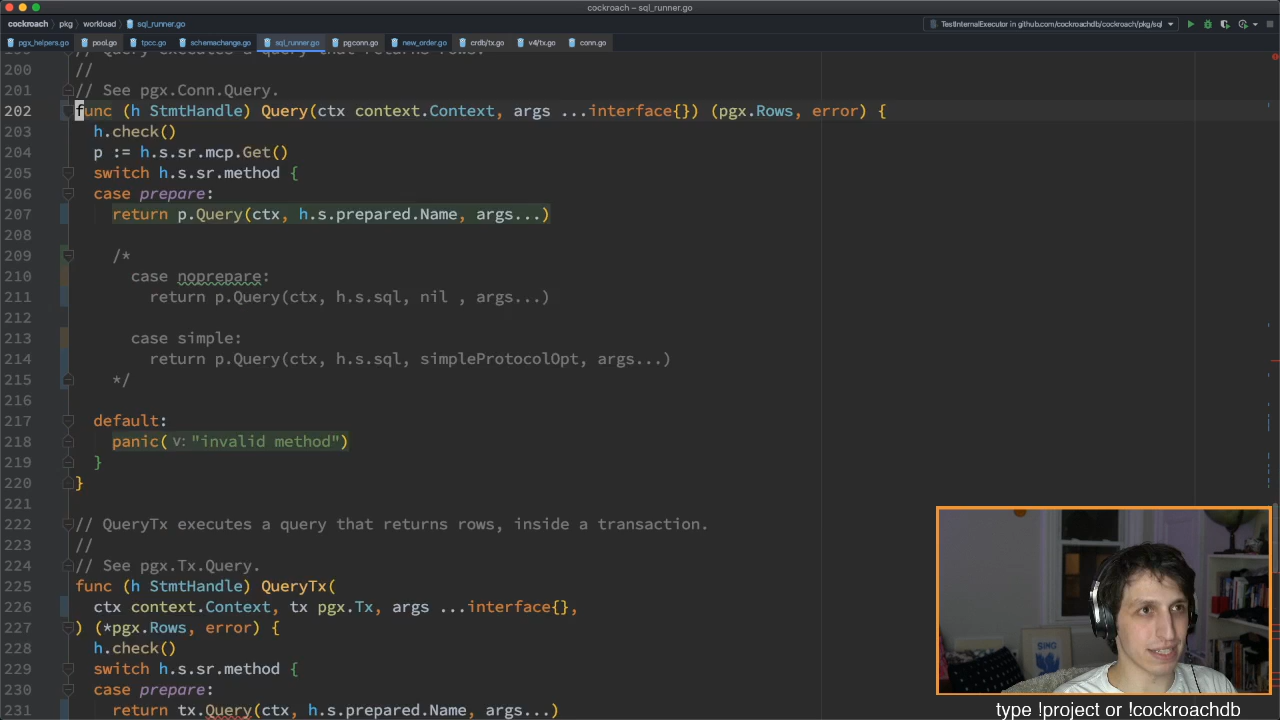 cockroach – sql_runner.go
cockroach › pkg › workload › sql_runner.go
TestInternalExecutor in github.com/cockroachdb/cockroach/pkg/sql
pgx_helpers.go pool.go tpcc.go schemachange.go sql_runner.go pgconn.go new_order.go crdb/tx.go v4/tx.go conn.go
// Query executes a query that returns rows.
200 //
201 // See pgx.Conn.Query.
202 func (h StmtHandle) Query(ctx context.Context, args ...interface{}) (pgx.Rows, error) {
203 h.check()
204 p := h.s.sr.mcp.Get()
205 switch h.s.sr.method {
206 case prepare:
207 return p.Query(ctx, h.s.prepared.Name, args...)
208
209 /*
210 case noprepare:
211 return p.Query(ctx, h.s.sql, nil , args...)
212
213 case simple:
214 return p.Query(ctx, h.s.sql, simpleProtocolOpt, args...)
215 */
216
217 default:
218 panic( v: "invalid method")
219 }
220 }
221
222 // QueryTx executes a query that returns rows, inside a transaction.
223 //
224 // See pgx.Tx.Query.
225 func (h StmtHandle) QueryTx(
226 ctx context.Context, tx pgx.Tx, args ...interface{},
227 ) (*pgx.Rows, error) {
228 h.check()
229 switch h.s.sr.method {
230 case prepare:
231 return tx.Query(ctx, h.s.prepared.Name, args...)
type !project or !cockroachdb